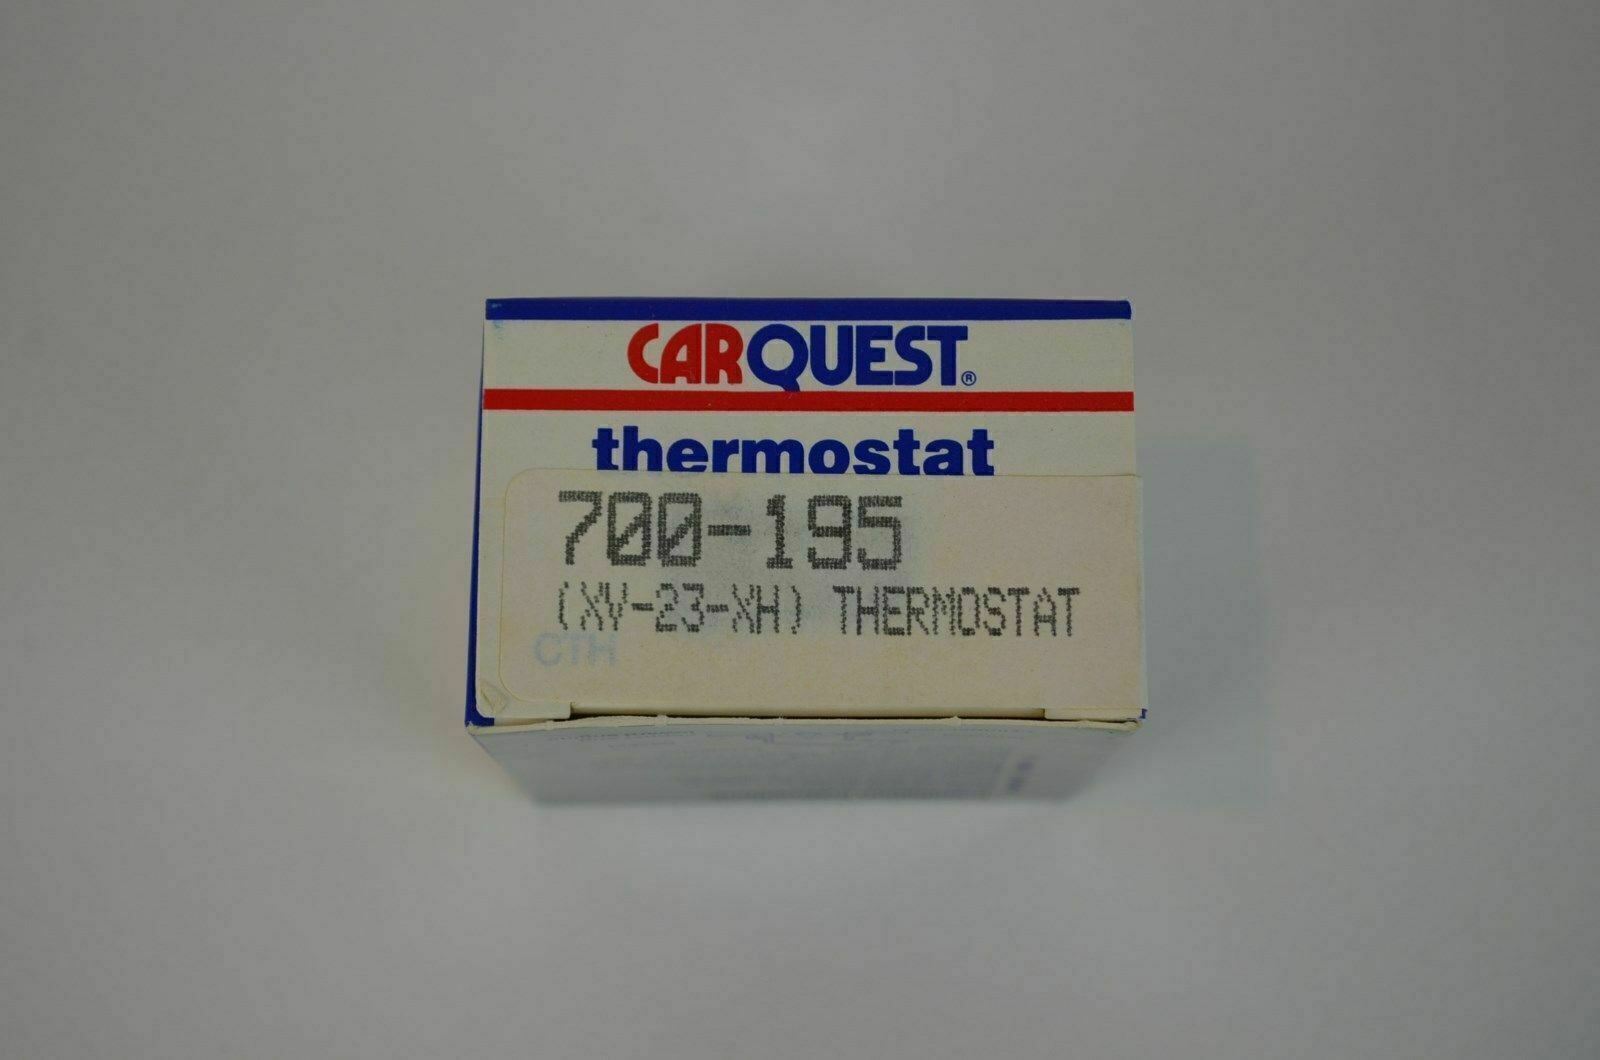 CARQUEST®
thermostat
700-195
(XV-23-XH) THERMOSTAT
CTH